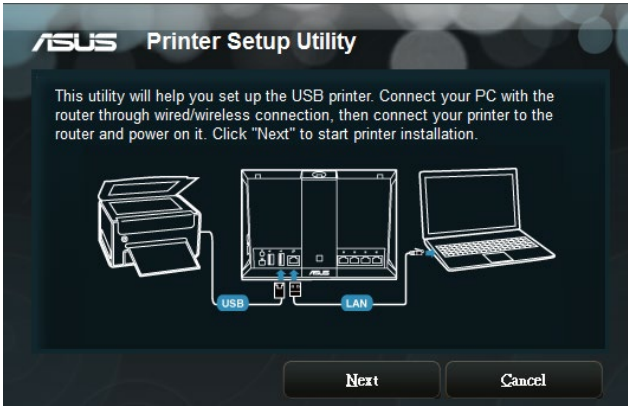 ASUS Printer Setup Utility
This utility will help you set up the USB printer. Connect your PC with the
router through wired/wireless connection, then connect your printer to the
router and power on it. Click "Next" to start printer installation.
ASUS
USB
LAN
Next
Cancel